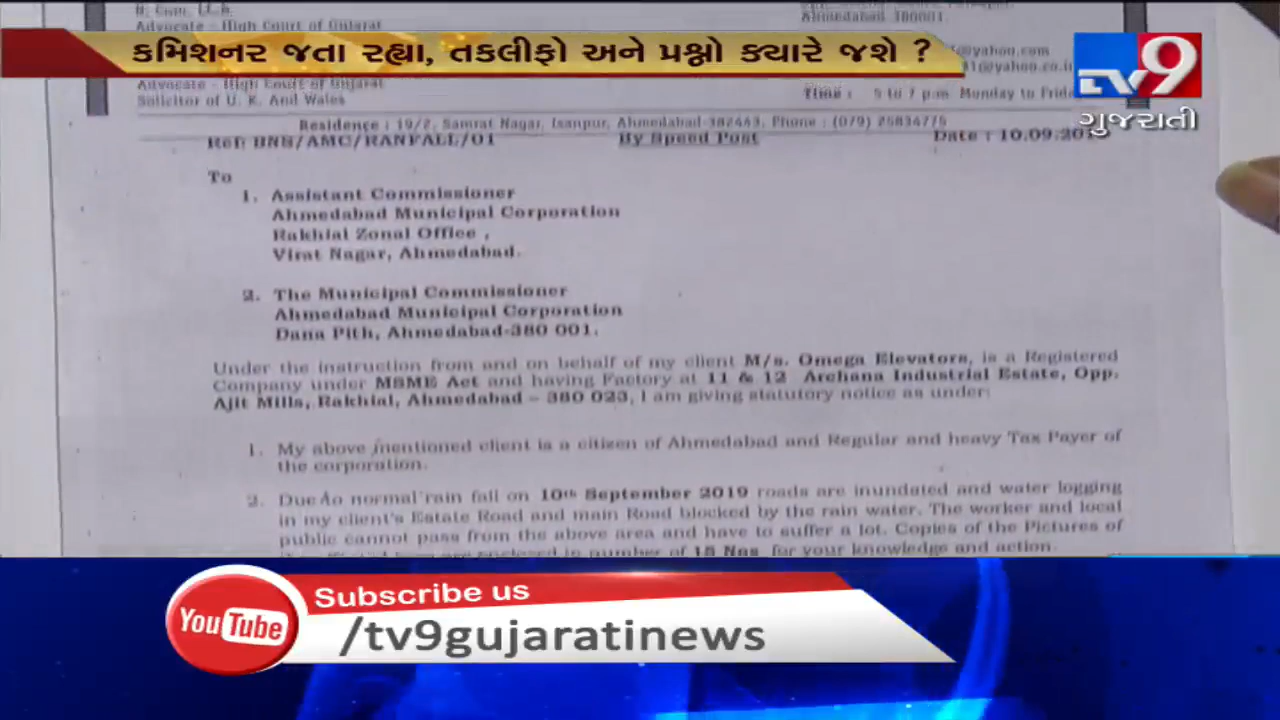 B. Com, LL.B.
Advocate - High Court of Gujarat
Ahmedabad 380001.
કમિશનર જતા રહ્યા, તકલીફો અને પ્રશ્નો ક્યારે જશે ?
yahoo.com
1@yahoo.co.in
TV9
ગુજરાતી
Advocate - High Court of Gujarat
Solicitor of U. K. And Wales
Time : 5 to 7 p.m. Monday to Frid
Residence : 19/2, Samrat Nagar, Isanpur, Ahmedabad-382443, Phone : (079) 25834775
Ref: BNS/AMC/RANFALL/01 By Speed Post Date : 10.09.201
To
1. Assistant Commissioner
Ahmedabad Municipal Corporation
Rakhial Zonal Office ,
Virat Nagar, Ahmedabad.
2. The Municipal Commissioner
Ahmedabad Municipal Corporation
Dana Pith, Ahmedabad-380 001.
Under the instruction from and on behalf of my client M/s. Omega Elevators, is a Registered
Company under MSME Act and having Factory at 11 & 12 Archana Industrial Estate, Opp.
Ajit Mills, Rakhial, Ahmedabad – 380 023, I am giving statutory notice as under:
1. My above mentioned client is a citizen of Ahmedabad and Regular and heavy Tax Payer of
the corporation.
2. Due to normal rain fall on 10th September 2019 roads are inundated and water logging
in my client's Estate Road and main Road blocked by the rain water. The worker and local
public cannot pass from the above area and have to suffer a lot. Copies of the Pictures of
are enclosed in number of 15 Nos for your knowledge and action.
Subscribe us
YouTube
/tv9gujaratinews